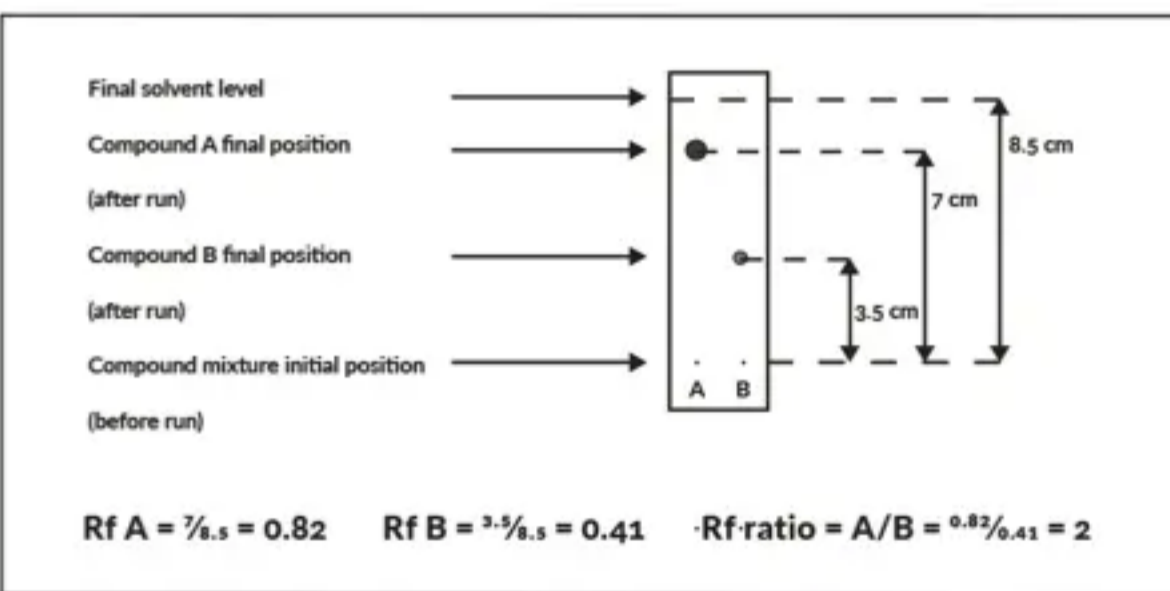 Final solvent level
Compound A final position
8.5 cm
(after run)
7 cm
Compound B final position
(after run)
3.5 cm
Compound mixture initial position
A B
(before run)
Rf A = ⁷⁄₈.₅ = 0.82 Rf B = ³·⁵⁄₈.₅ = 0.41 ·Rf·ratio = A/B = ⁰·⁸²⁄₀.₄₁ = 2